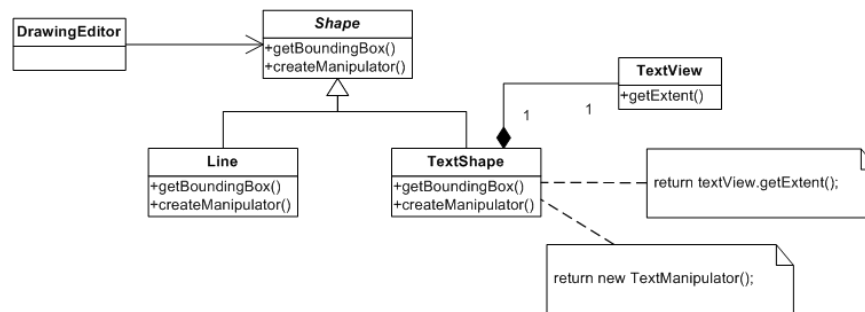 Shape
DrawingEditor
+getBoundingBox()
+createManipulator()
TextView
+getExtent()
1
1
Line
+getBoundingBox()
+createManipulator()
TextShape
+getBoundingBox()
+createManipulator()
return textView.getExtent();
return new TextManipulator();